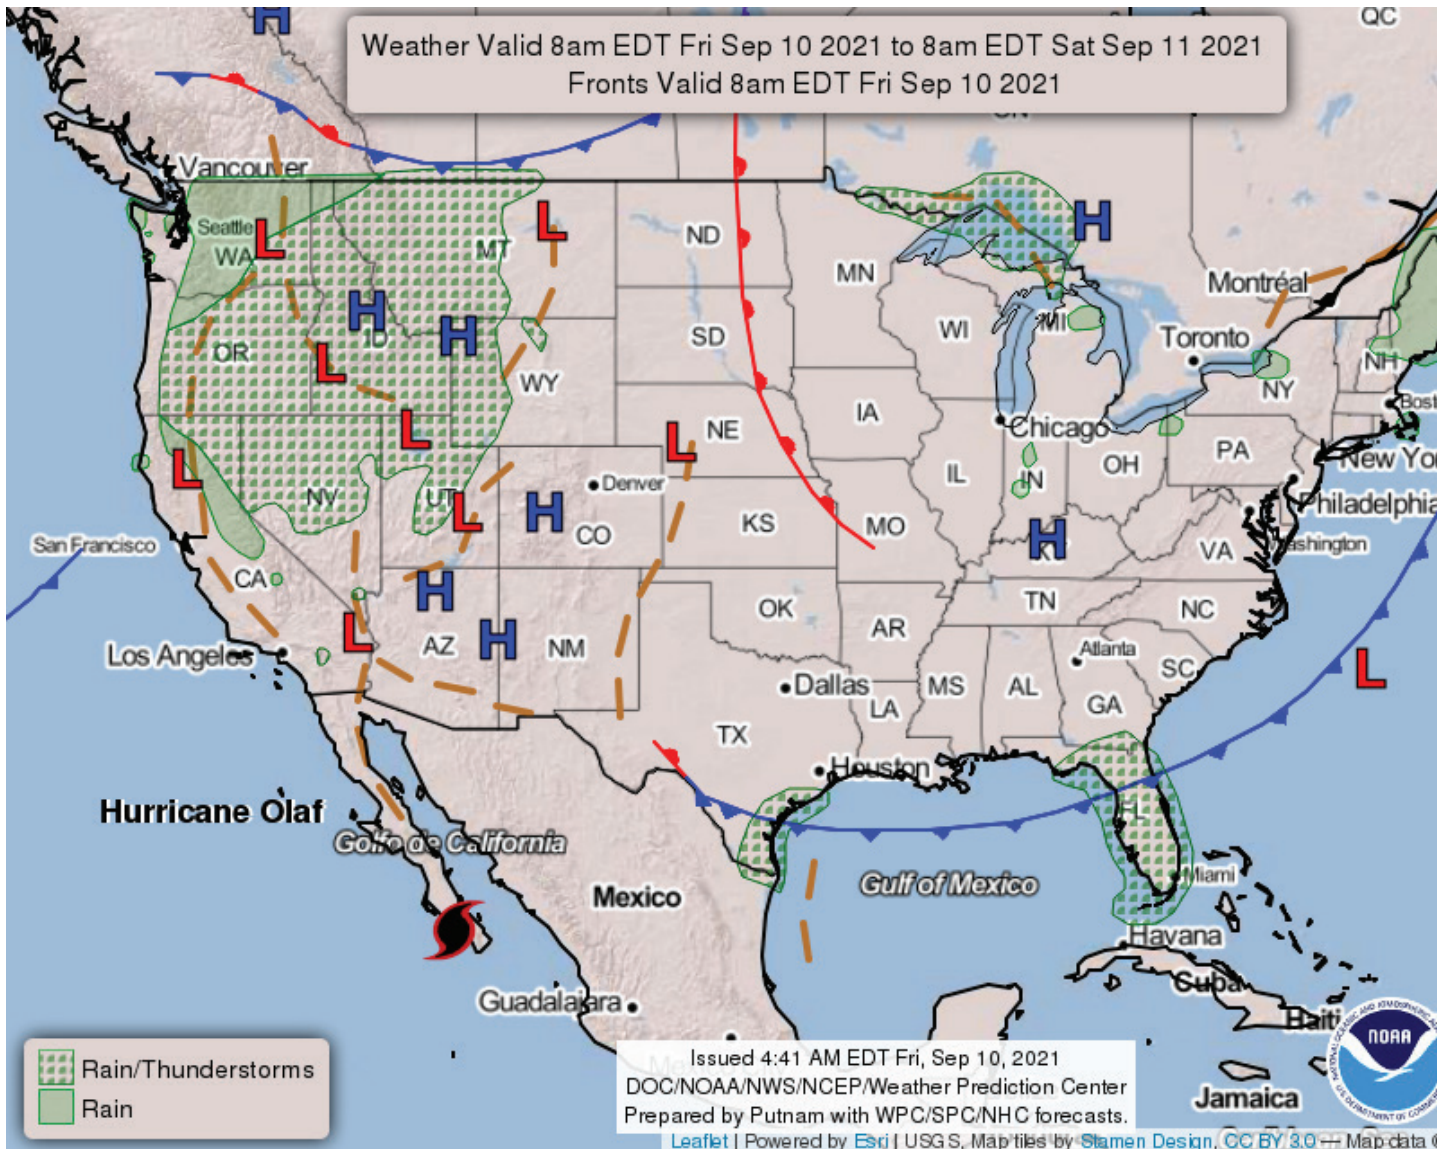 QC
Weather Valid 8am EDT Fri Sep 10 2021 to 8am EDT Sat Sep 11 2021
Fronts Valid 8am EDT Fri Sep 10 2021
H
Vancouver
Seattle
WA
L
MT
L
ND
MN
H
Montréal
H
ID
H
OR
L
WY
SD
WI
MI
Toronto
NY
NH
Bost
L
L
NE
IA
Chicago
PA
New Yo
L
NV
UT
L
Denver
H
CO
KS
MO
IL
IN
OH
H
KY
VA
Philadelphia
Washington
San Francisco
CA
H
AZ
H
NM
OK
AR
TN
NC
Los Angeles
L
Dallas
LA
MS
AL
Atlanta
GA
SC
L
TX
Houston
FL
Miami
Hurricane Olaf
Golfo de California
Mexico
Gulf of Mexico
Havana
Cuba
Haiti
Guadalajara
Mexico City
Jamaica
NOAA
Rain/Thunderstorms
Rain
Issued 4:41 AM EDT Fri, Sep 10, 2021
DOC/NOAA/NWS/NCEP/Weather Prediction Center
Prepared by Putnam with WPC/SPC/NHC forecasts.
Leaflet | Powered by Esri | USGS, Map tiles by Stamen Design, CC BY 3.0 — Map data ©